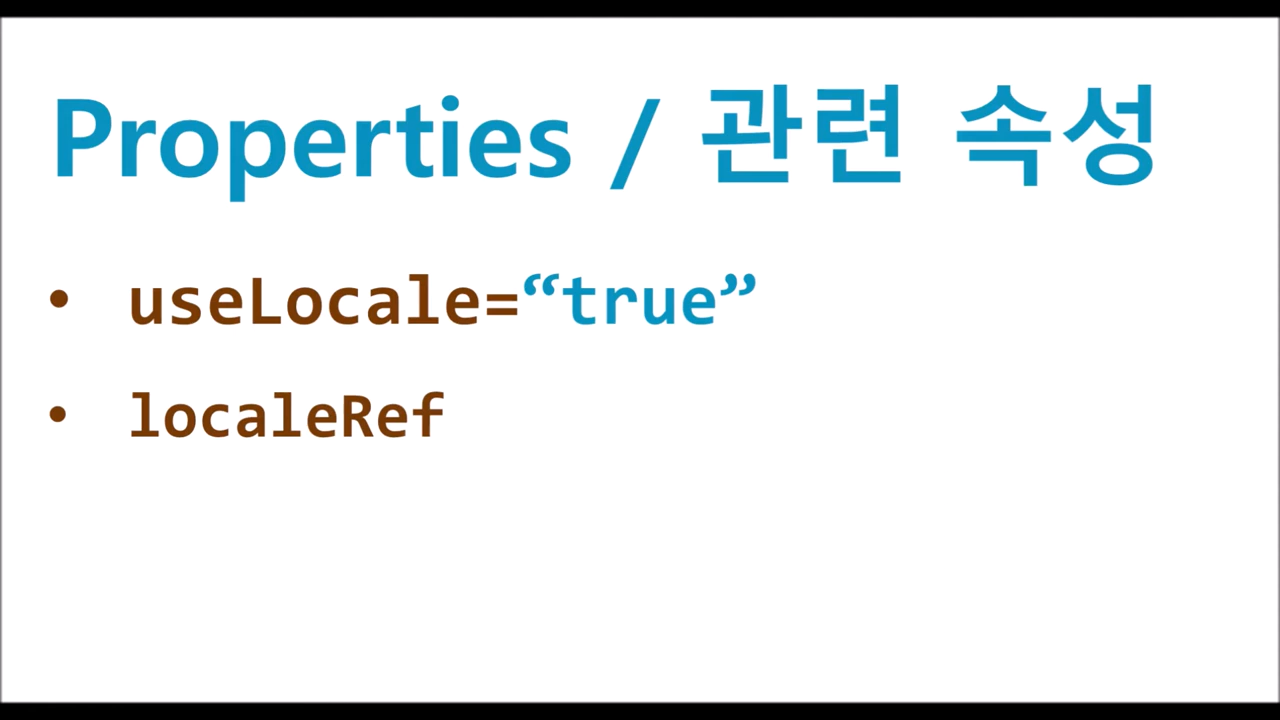 Properties / 관련 속성
• useLocale=“true”
• localeRef